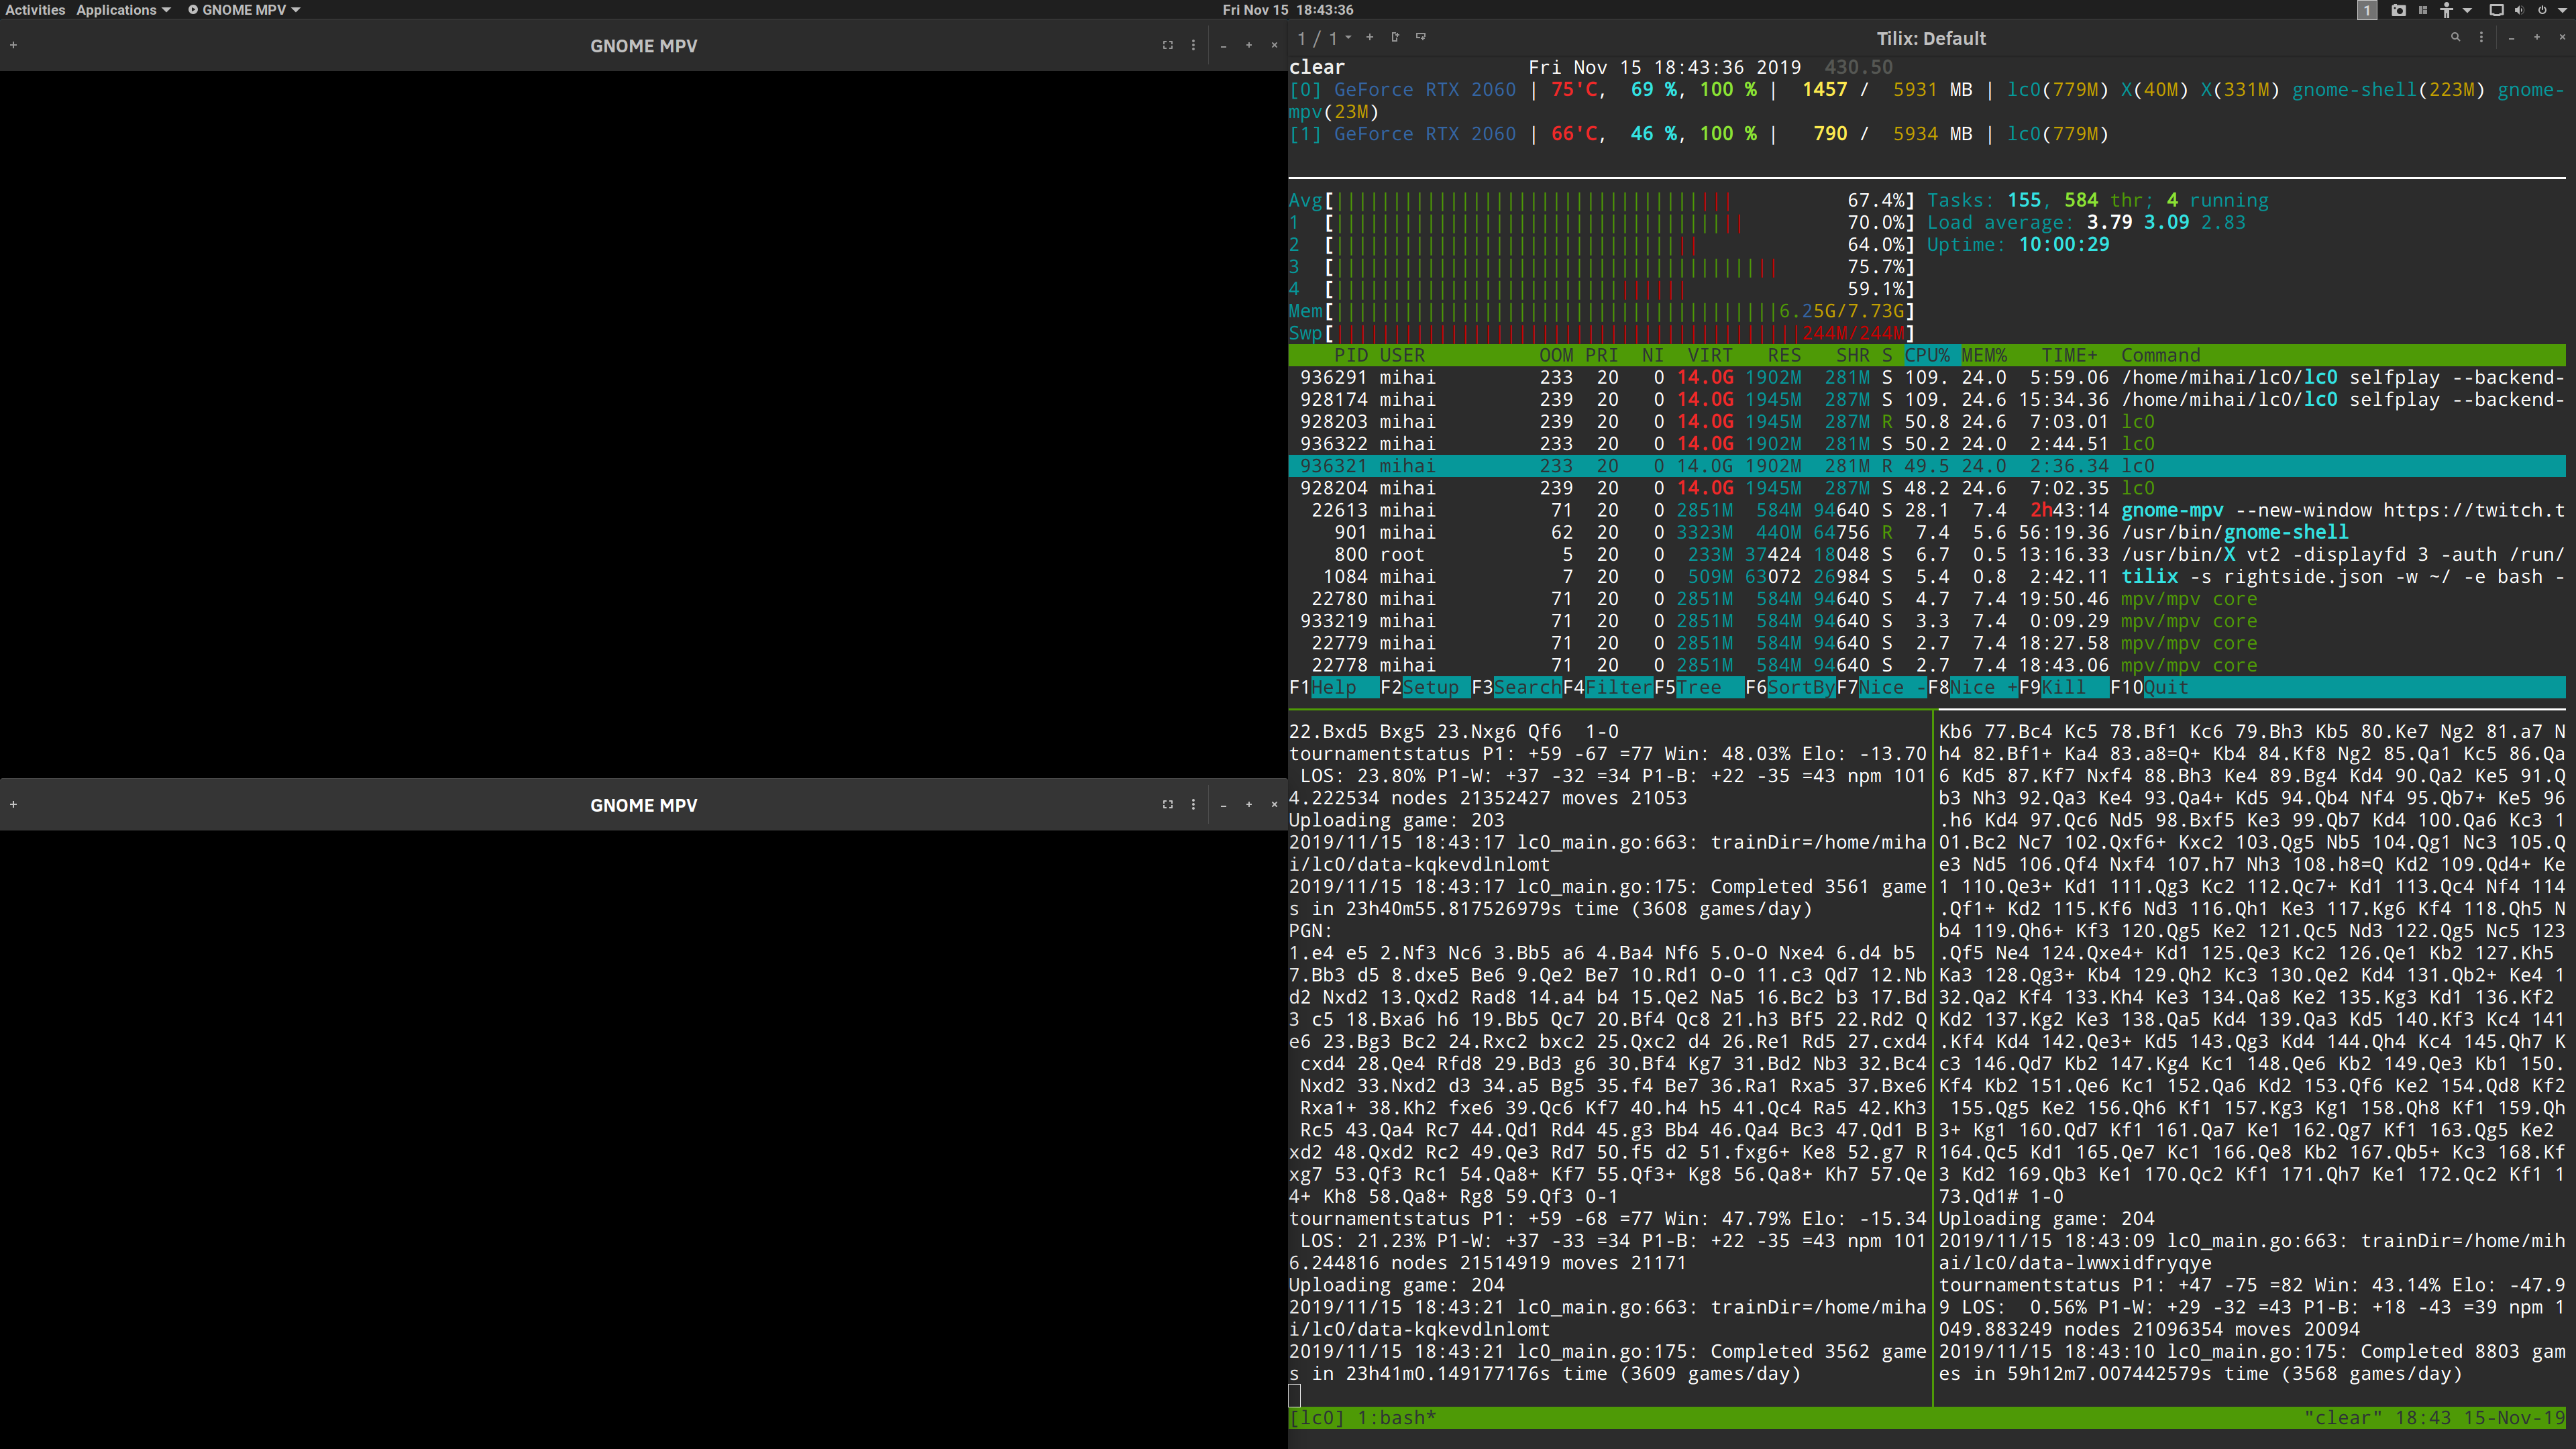 Activities Applications GNOME MPV Fri Nov 15 18:43:36 1
GNOME MPV
GNOME MPV
1 / 1 Tilix: Default
clear Fri Nov 15 18:43:36 2019 430.50
[0] GeForce RTX 2060 | 75'C, 69 %, 100 % | 1457 / 5931 MB | lc0(779M) X(40M) X(331M) gnome-shell(223M) gnome-
mpv(23M)
[1] GeForce RTX 2060 | 66'C, 46 %, 100 % | 790 / 5934 MB | lc0(779M)
Avg[ 67.4%] Tasks: 155, 584 thr; 4 running
1 [ 70.0%] Load average: 3.79 3.09 2.83
2 [ 64.0%] Uptime: 10:00:29
3 [ 75.7%]
4 [ 59.1%]
Mem[ 6.25G/7.73G]
Swp[ 244M/244M]
PID USER OOM PRI NI VIRT RES SHR S CPU% MEM% TIME+ Command
936291 mihai 233 20 0 14.0G 1902M 281M S 109. 24.0 5:59.06 /home/mihai/lc0/lc0 selfplay --backend-
928174 mihai 239 20 0 14.0G 1945M 287M S 109. 24.6 15:34.36 /home/mihai/lc0/lc0 selfplay --backend-
928203 mihai 239 20 0 14.0G 1945M 287M R 50.8 24.6 7:03.01 lc0
936322 mihai 233 20 0 14.0G 1902M 281M S 50.2 24.0 2:44.51 lc0
936321 mihai 233 20 0 14.0G 1902M 281M R 49.5 24.0 2:36.34 lc0
928204 mihai 239 20 0 14.0G 1945M 287M S 48.2 24.6 7:02.35 lc0
22613 mihai 71 20 0 2851M 584M 94640 S 28.1 7.4 2h43:14 gnome-mpv --new-window https://twitch.t
901 mihai 62 20 0 3323M 440M 64756 R 7.4 5.6 56:19.36 /usr/bin/gnome-shell
800 root 5 20 0 233M 37424 18048 S 6.7 0.5 13:16.33 /usr/bin/X vt2 -displayfd 3 -auth /run/
1084 mihai 7 20 0 509M 63072 26984 S 5.4 0.8 2:42.11 tilix -s rightside.json -w ~/ -e bash -
22780 mihai 71 20 0 2851M 584M 94640 S 4.7 7.4 19:50.46 mpv/mpv core
933219 mihai 71 20 0 2851M 584M 94640 S 3.3 7.4 0:09.29 mpv/mpv core
22779 mihai 71 20 0 2851M 584M 94640 S 2.7 7.4 18:27.58 mpv/mpv core
22778 mihai 71 20 0 2851M 584M 94640 S 2.7 7.4 18:43.06 mpv/mpv core
F1Help F2Setup F3SearchF4FilterF5Tree F6SortByF7Nice -F8Nice +F9Kill F10Quit
22.Bxd5 Bxg5 23.Nxg6 Qf6 1-0
tournamentstatus P1: +59 -67 =77 Win: 48.03% Elo: -13.70
LOS: 23.80% P1-W: +37 -32 =34 P1-B: +22 -35 =43 npm 101
4.222534 nodes 21352427 moves 21053
Uploading game: 203
2019/11/15 18:43:17 lc0_main.go:663: trainDir=/home/miha
i/lc0/data-kqkevdlnlomt
2019/11/15 18:43:17 lc0_main.go:175: Completed 3561 game
s in 23h40m55.817526979s time (3608 games/day)
PGN:
1.e4 e5 2.Nf3 Nc6 3.Bb5 a6 4.Ba4 Nf6 5.O-O Nxe4 6.d4 b5
7.Bb3 d5 8.dxe5 Be6 9.Qe2 Be7 10.Rd1 O-O 11.c3 Qd7 12.Nb
d2 Nxd2 13.Qxd2 Rad8 14.a4 b4 15.Qe2 Na5 16.Bc2 b3 17.Bd
3 c5 18.Bxa6 h6 19.Bb5 Qc7 20.Bf4 Qc8 21.h3 Bf5 22.Rd2 Q
e6 23.Bg3 Bc2 24.Rxc2 bxc2 25.Qxc2 d4 26.Re1 Rd5 27.cxd4
cxd4 28.Qe4 Rfd8 29.Bd3 g6 30.Bf4 Kg7 31.Bd2 Nb3 32.Bc4
Nxd2 33.Nxd2 d3 34.a5 Bg5 35.f4 Be7 36.Ra1 Rxa5 37.Bxe6
Rxa1+ 38.Kh2 fxe6 39.Qc6 Kf7 40.h4 h5 41.Qc4 Ra5 42.Kh3
Rc5 43.Qa4 Rc7 44.Qd1 Rd4 45.g3 Bb4 46.Qa4 Bc3 47.Qd1 B
xd2 48.Qxd2 Rc2 49.Qe3 Rd7 50.f5 d2 51.fxg6+ Ke8 52.g7 R
xg7 53.Qf3 Rc1 54.Qa8+ Kf7 55.Qf3+ Kg8 56.Qa8+ Kh7 57.Qe
4+ Kh8 58.Qa8+ Rg8 59.Qf3 0-1
tournamentstatus P1: +59 -68 =77 Win: 47.79% Elo: -15.34
LOS: 21.23% P1-W: +37 -33 =34 P1-B: +22 -35 =43 npm 101
6.244816 nodes 21514919 moves 21171
Uploading game: 204
2019/11/15 18:43:21 lc0_main.go:663: trainDir=/home/miha
i/lc0/data-kqkevdlnlomt
2019/11/15 18:43:21 lc0_main.go:175: Completed 3562 game
s in 23h41m0.149177176s time (3609 games/day)
Kb6 77.Bc4 Kc5 78.Bf1 Kc6 79.Bh3 Kb5 80.Ke7 Ng2 81.a7 N
h4 82.Bf1+ Ka4 83.a8=Q+ Kb4 84.Kf8 Ng2 85.Qa1 Kc5 86.Qa
6 Kd5 87.Kf7 Nxf4 88.Bh3 Ke4 89.Bg4 Kd4 90.Qa2 Ke5 91.Q
b3 Nh3 92.Qa3 Ke4 93.Qa4+ Kd5 94.Qb4 Nf4 95.Qb7+ Ke5 96
.h6 Kd4 97.Qc6 Nd5 98.Bxf5 Ke3 99.Qb7 Kd4 100.Qa6 Kc3 1
01.Bc2 Nc7 102.Qxf6+ Kxc2 103.Qg5 Nb5 104.Qg1 Nc3 105.Q
e3 Nd5 106.Qf4 Nxf4 107.h7 Nh3 108.h8=Q Kd2 109.Qd4+ Ke
1 110.Qe3+ Kd1 111.Qg3 Kc2 112.Qc7+ Kd1 113.Qc4 Nf4 114
.Qf1+ Kd2 115.Kf6 Nd3 116.Qh1 Ke3 117.Kg6 Kf4 118.Qh5 N
b4 119.Qh6+ Kf3 120.Qg5 Ke2 121.Qc5 Nd3 122.Qg5 Nc5 123
.Qf5 Ne4 124.Qxe4+ Kd1 125.Qe3 Kc2 126.Qe1 Kb2 127.Kh5
Ka3 128.Qg3+ Kb4 129.Qh2 Kc3 130.Qe2 Kd4 131.Qb2+ Ke4 1
32.Qa2 Kf4 133.Kh4 Ke3 134.Qa8 Ke2 135.Kg3 Kd1 136.Kf2
Kd2 137.Kg2 Ke3 138.Qa5 Kd4 139.Qa3 Kd5 140.Kf3 Kc4 141
.Kf4 Kd4 142.Qe3+ Kd5 143.Qg3 Kd4 144.Qh4 Kc4 145.Qh7 K
c3 146.Qd7 Kb2 147.Kg4 Kc1 148.Qe6 Kb2 149.Qe3 Kb1 150.
Kf4 Kb2 151.Qe6 Kc1 152.Qa6 Kd2 153.Qf6 Ke2 154.Qd8 Kf2
155.Qg5 Ke2 156.Qh6 Kf1 157.Kg3 Kg1 158.Qh8 Kf1 159.Qh
3+ Kg1 160.Qd7 Kf1 161.Qa7 Ke1 162.Qg7 Kf1 163.Qg5 Ke2
164.Qc5 Kd1 165.Qe7 Kc1 166.Qe8 Kb2 167.Qb5+ Kc3 168.Kf
3 Kd2 169.Qb3 Ke1 170.Qc2 Kf1 171.Qh7 Ke1 172.Qc2 Kf1 1
73.Qd1# 1-0
Uploading game: 204
2019/11/15 18:43:09 lc0_main.go:663: trainDir=/home/mih
ai/lc0/data-lwwxidfryqye
tournamentstatus P1: +47 -75 =82 Win: 43.14% Elo: -47.9
9 LOS: 0.56% P1-W: +29 -32 =43 P1-B: +18 -43 =39 npm 1
049.883249 nodes 21096354 moves 20094
2019/11/15 18:43:10 lc0_main.go:175: Completed 8803 gam
es in 59h12m7.007442579s time (3568 games/day)
[lc0] 1:bash* "clear" 18:43 15-Nov-19